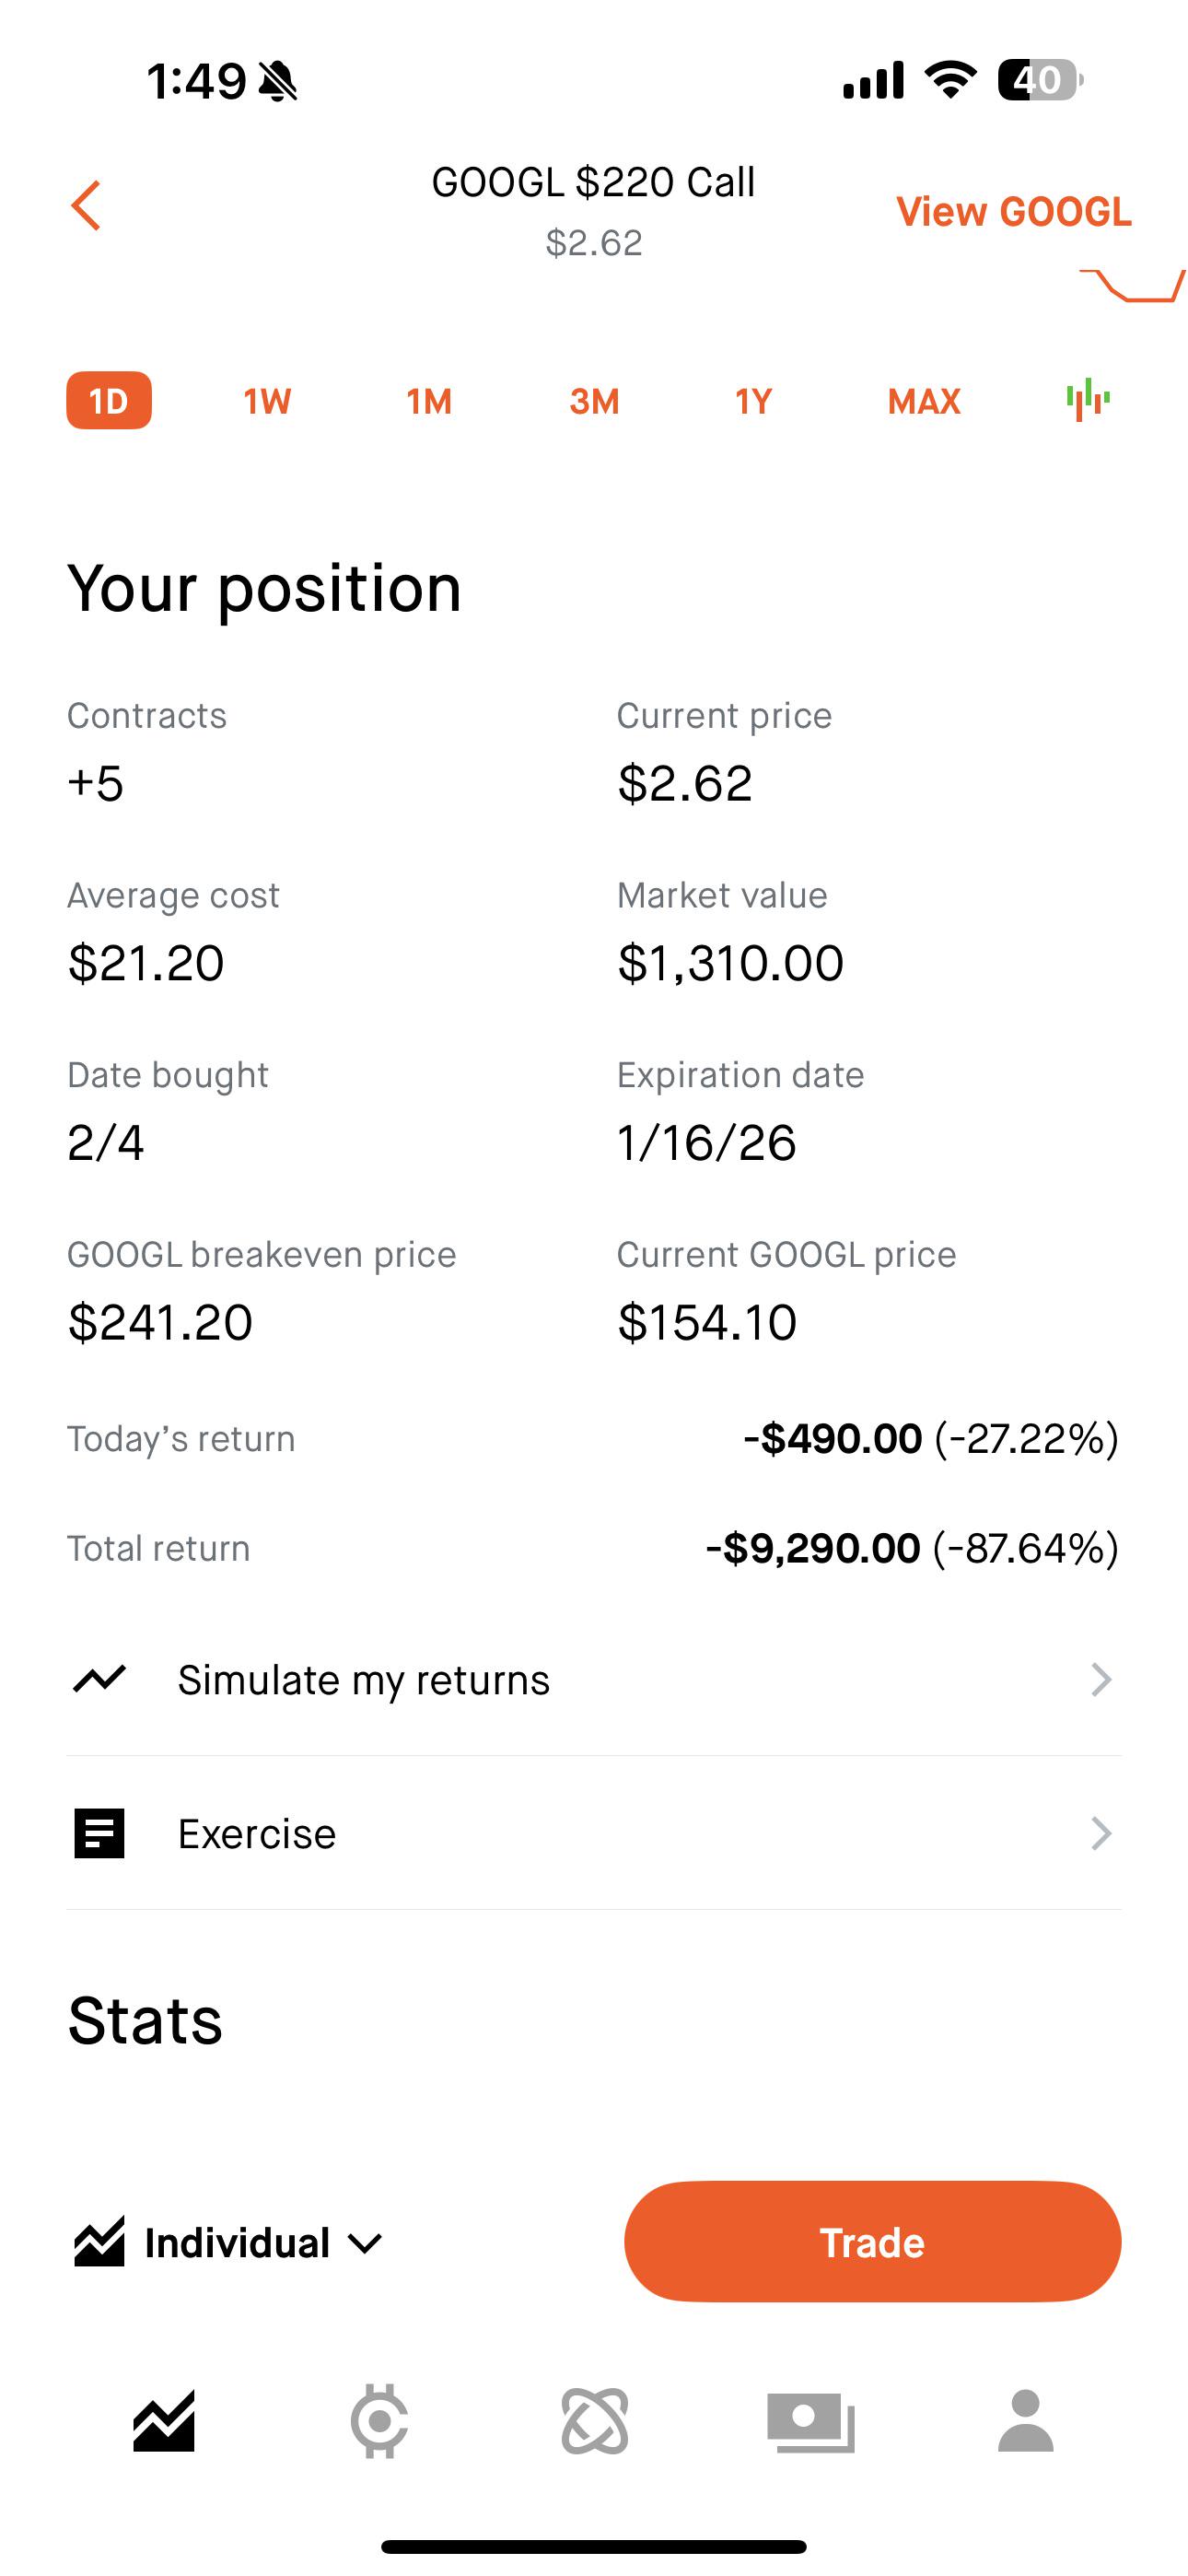 1:49
40
GOOGL $220 Call
$2.62
View GOOGL
1D 1W 1M 3M 1Y MAX
Your position
Contracts Current price
+5 $2.62
Average cost Market value
$21.20 $1,310.00
Date bought Expiration date
2/4 1/16/26
GOOGL breakeven price Current GOOGL price
$241.20 $154.10
Today’s return -$490.00 (-27.22%)
Total return -$9,290.00 (-87.64%)
Simulate my returns
Exercise
Stats
Individual Trade